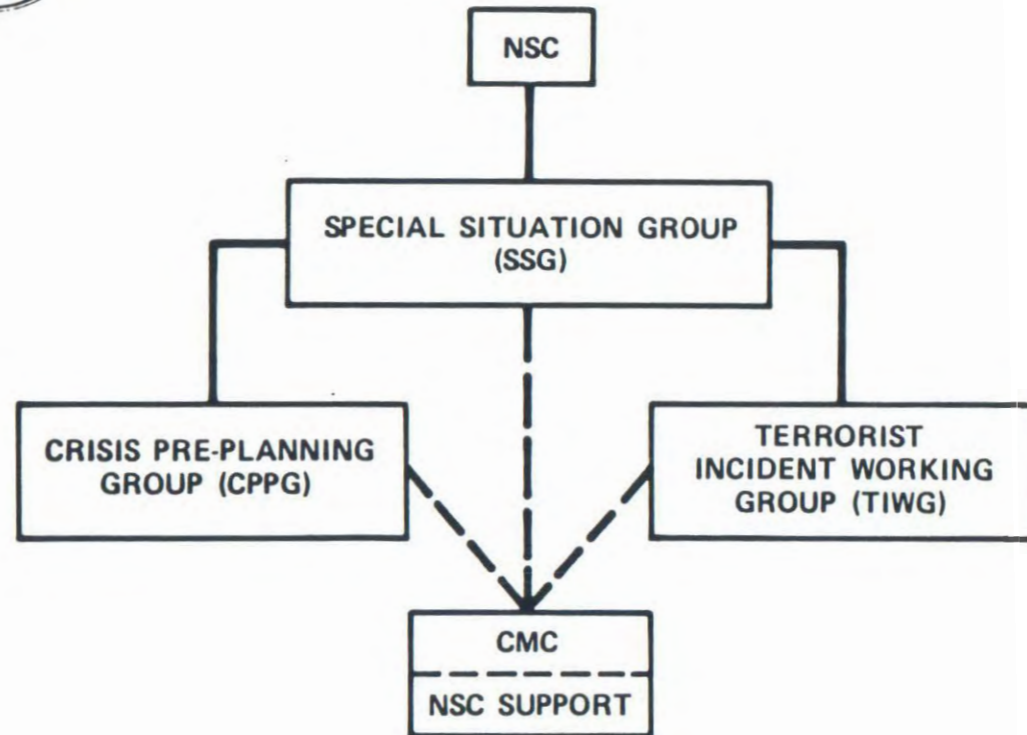 NSC
SPECIAL SITUATION GROUP
(SSG)
CRISIS PRE-PLANNING
GROUP (CPPG)
TERRORIST
INCIDENT WORKING
GROUP (TIWG)
CMC
NSC SUPPORT